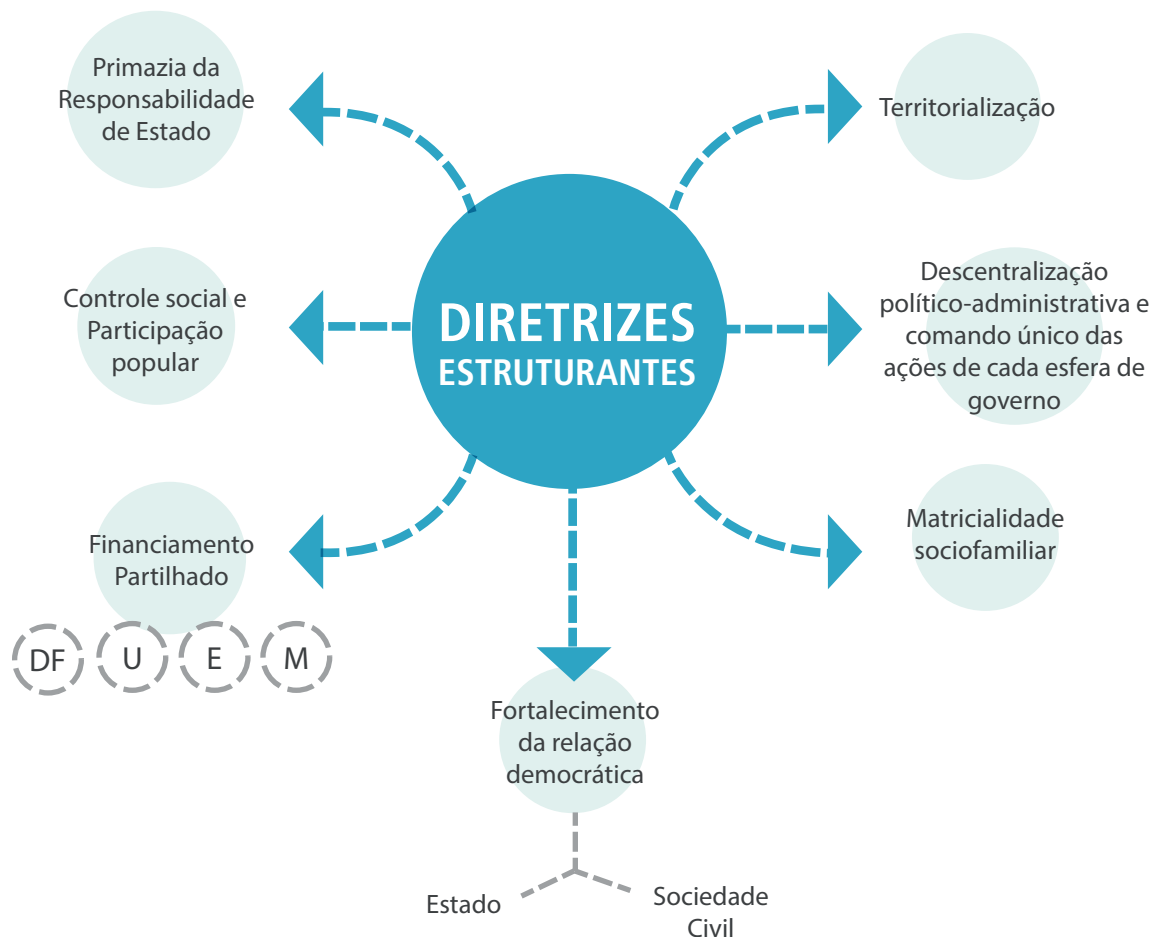 Primazia da
Responsabilidade
de Estado
Territorialização
DIRETRIZES
ESTRUTURANTES
Controle social e
Participação
popular
Descentralização
político-administrativa e
comando único das
ações de cada esfera de
governo
Financiamento
Partilhado
DF
U
E
M
Matricialidade
sociofamiliar
Fortalecimento
da relação
democrática
Estado
Sociedade
Civil